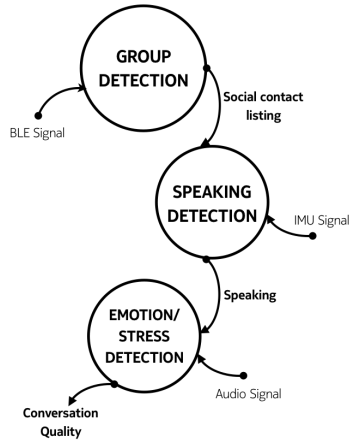 GROUP
DETECTION
BLE Signal
Social contact
listing
SPEAKING
DETECTION
IMU Signal
Speaking
EMOTION/
STRESS
DETECTION
Audio Signal
Conversation
Quality